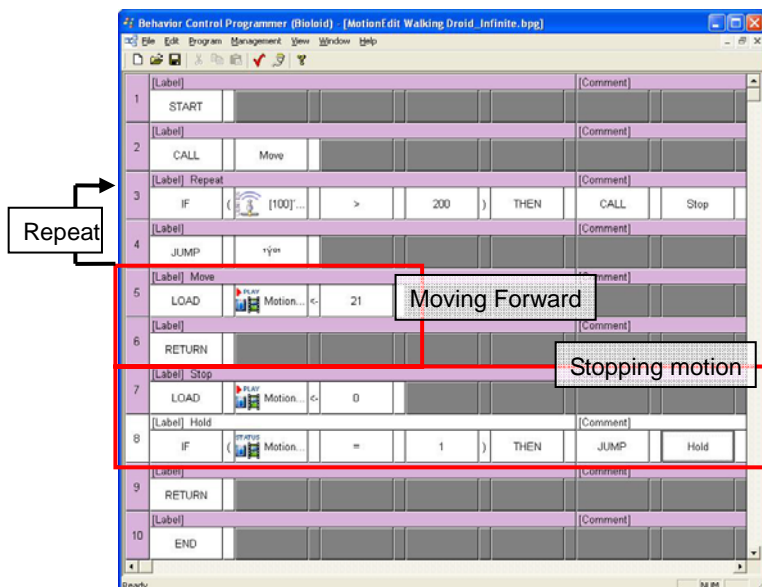 Behavior Control Programmer (Bioloid) - [MotionEdit Walking Droid_Infinite.bpg]
File Edit Program Management View Window Help
[Label] [Comment]
1 START
[Label] [Comment]
2 CALL Move
[Label] Repeat [Comment]
3 IF ( [100]'... > 200 ) THEN CALL Stop
Repeat
[Label] [Comment]
4 JUMP
[Label] Move [Comment]
5 LOAD PLAY Motion... <- 21
Moving Forward
[Label] [Comment]
6 RETURN
Stopping motion
[Label] Stop
7 LOAD PLAY Motion... <- 0
[Label] Hold [Comment]
8 IF ( STATUS Motion... = 1 ) THEN JUMP Hold
[Label] [Comment]
9 RETURN
[Label] [Comment]
10 END
Ready NUM